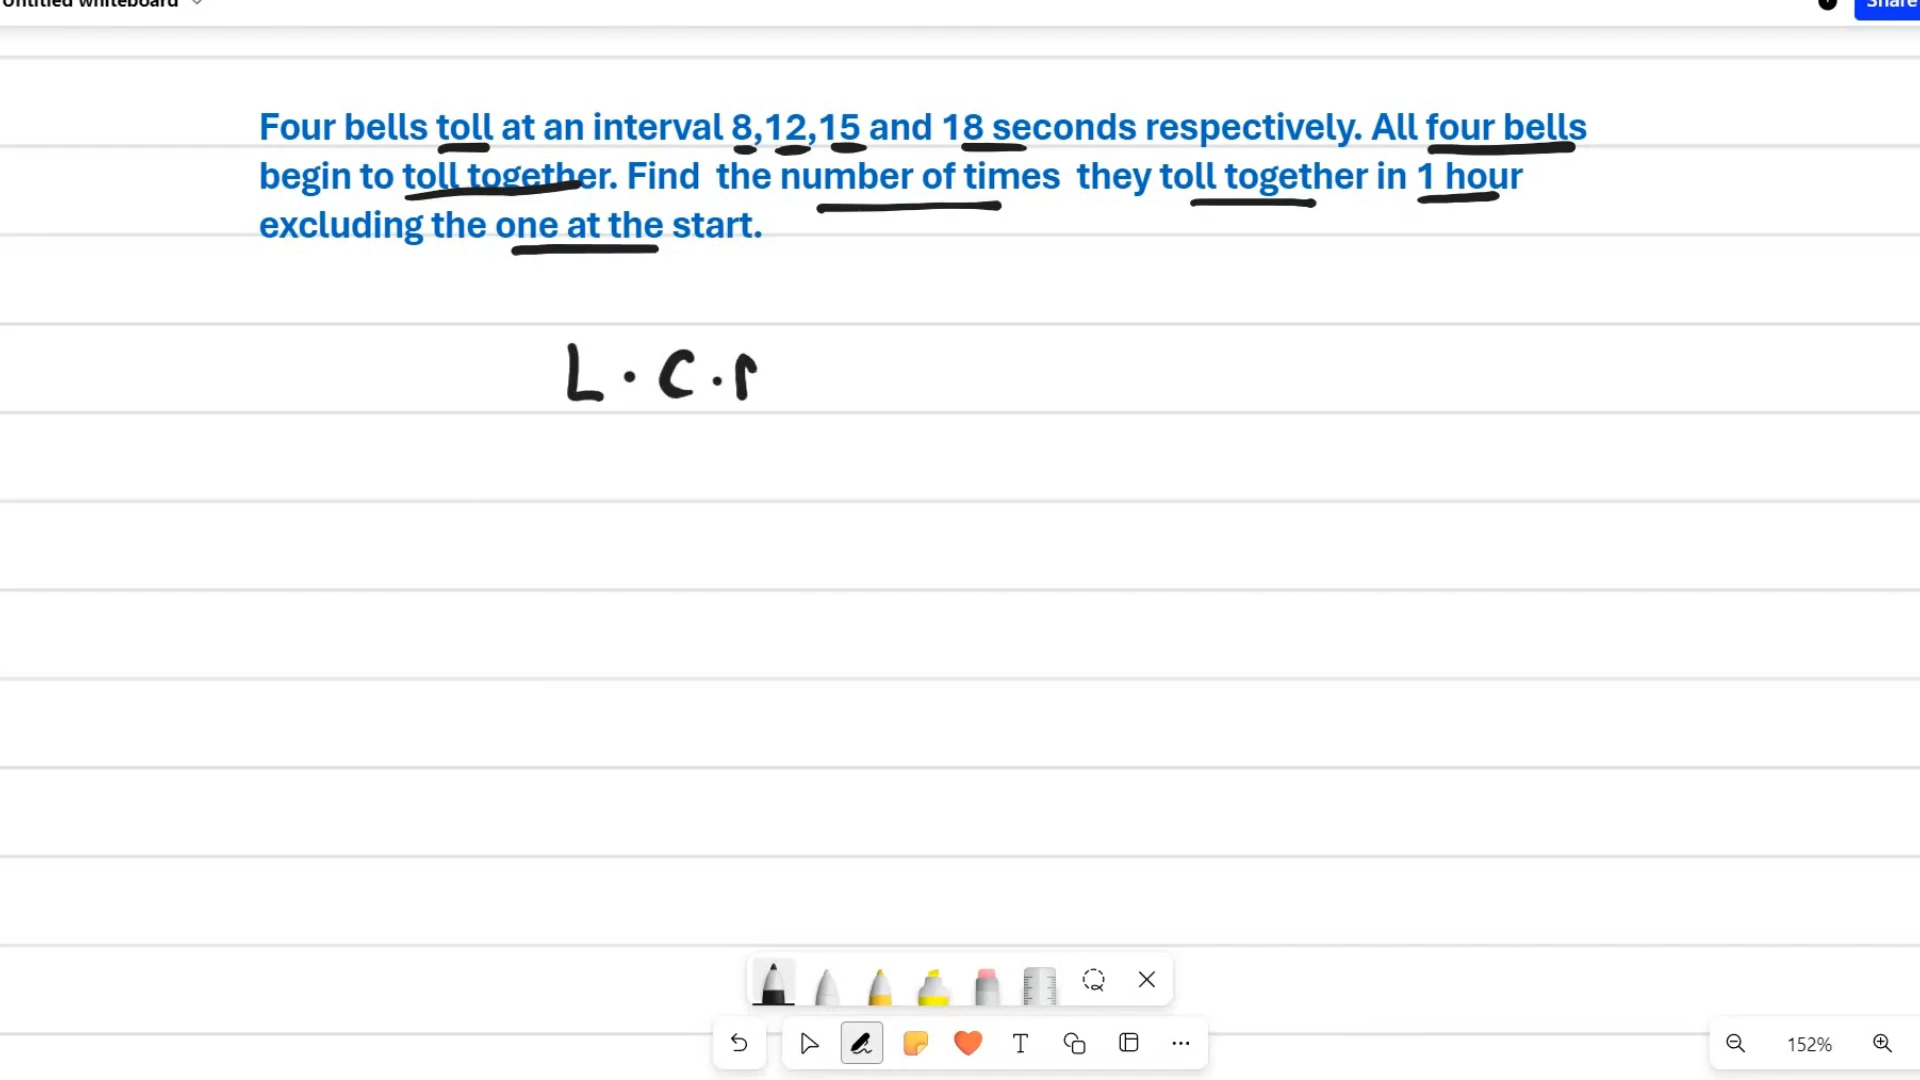 Untitled whiteboard
Share
Four bells toll at an interval 8,12,15 and 18 seconds respectively. All four bells
begin to toll together. Find the number of times they toll together in 1 hour
excluding the one at the start.
L.C.
152%